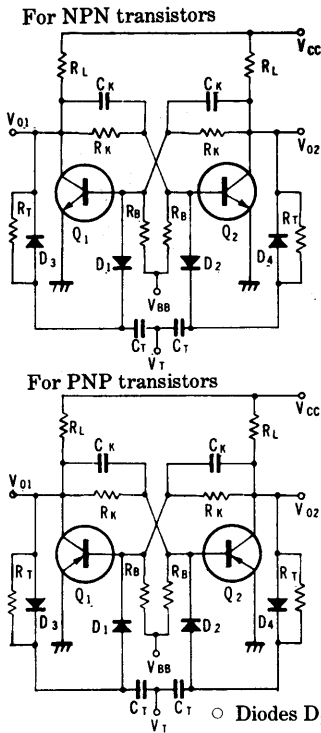 For NPN transistors
VCC
RL CK CK RL
VO1 RK RK VO2
RT Q1 RB RB Q2 RT
D3 D1 D2 D4
VBB
CT CT
VT
For PNP transistors
VCC
RL CK CK RL
VO1 RK RK VO2
RT Q1 RB RB Q2 RT
D3 D1 D2 D4
VBB
CT CT
VT
○ Diodes D